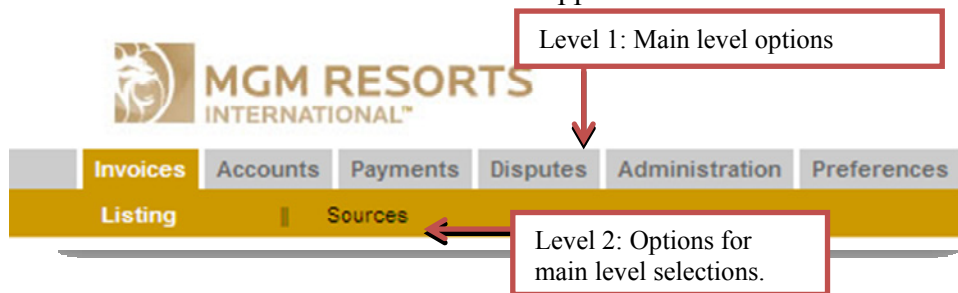 Level 1: Main level options
MGM RESORTS
INTERNATIONAL™
Invoices Accounts Payments Disputes Administration Preferences
Listing || Sources
Level 2: Options for
main level selections.